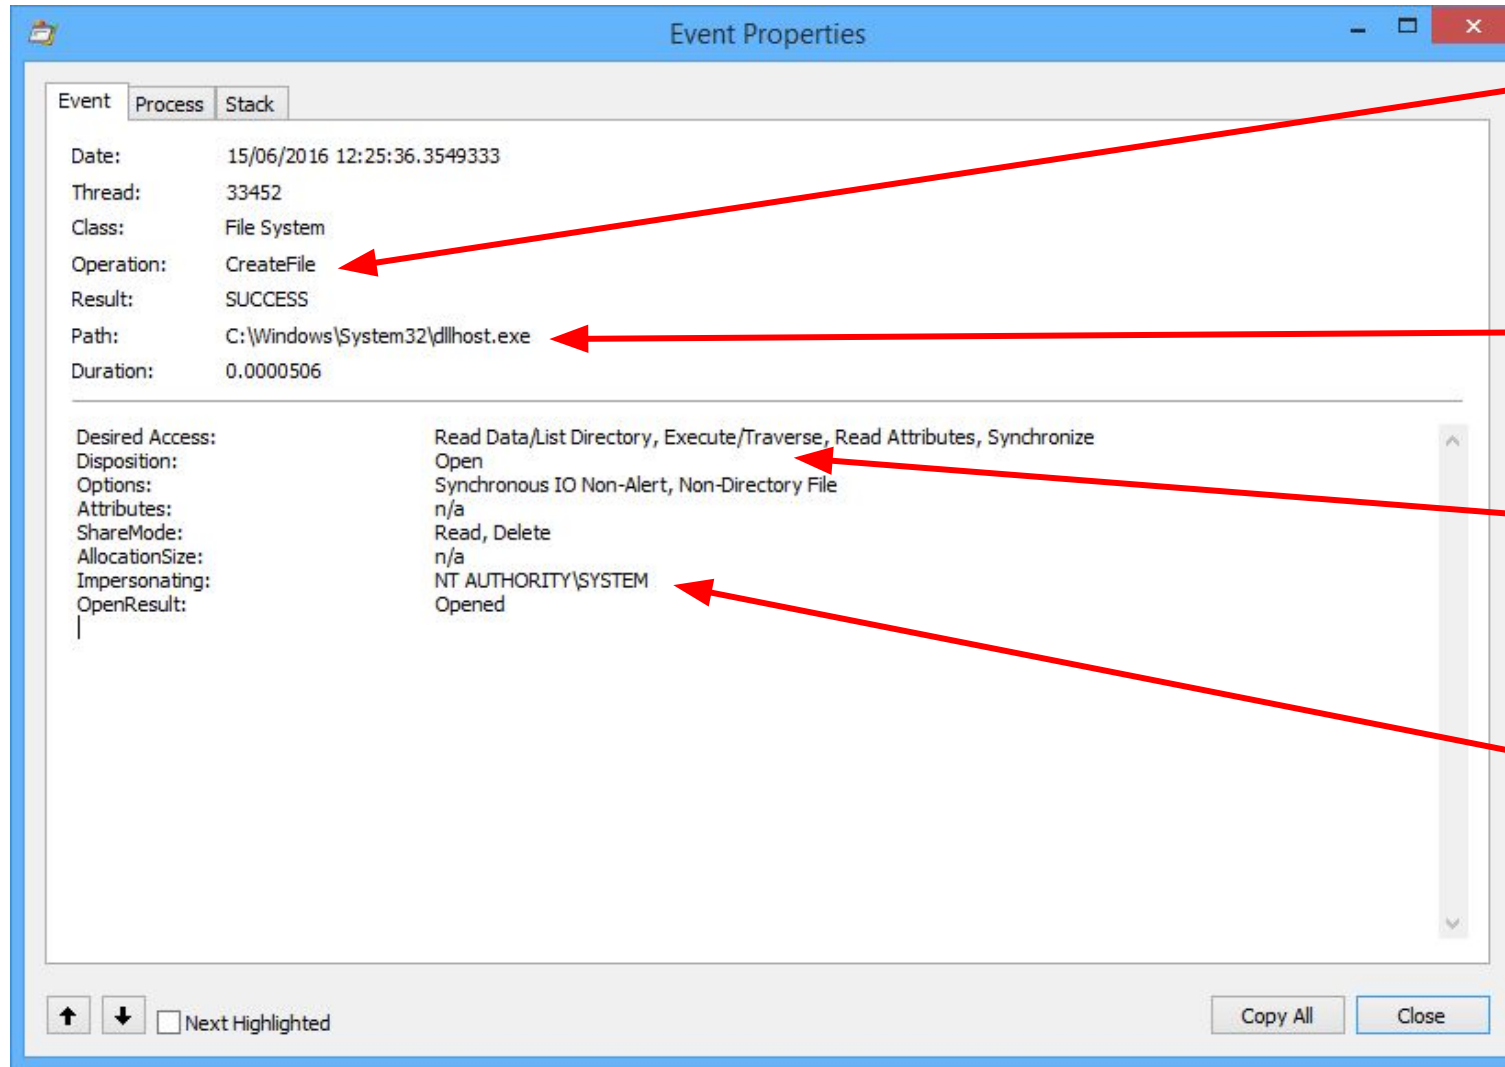 Event Properties
Event Process Stack
Date: 15/06/2016 12:25:36.3549333
Thread: 33452
Class: File System
Operation: CreateFile
Result: SUCCESS
Path: C:\Windows\System32\dllhost.exe
Duration: 0.0000506
Desired Access: Read Data/List Directory, Execute/Traverse, Read Attributes, Synchronize
Disposition: Open
Options: Synchronous IO Non-Alert, Non-Directory File
Attributes: n/a
ShareMode: Read, Delete
AllocationSize: n/a
Impersonating: NT AUTHORITY\SYSTEM
OpenResult: Opened
Next Highlighted Copy All Close